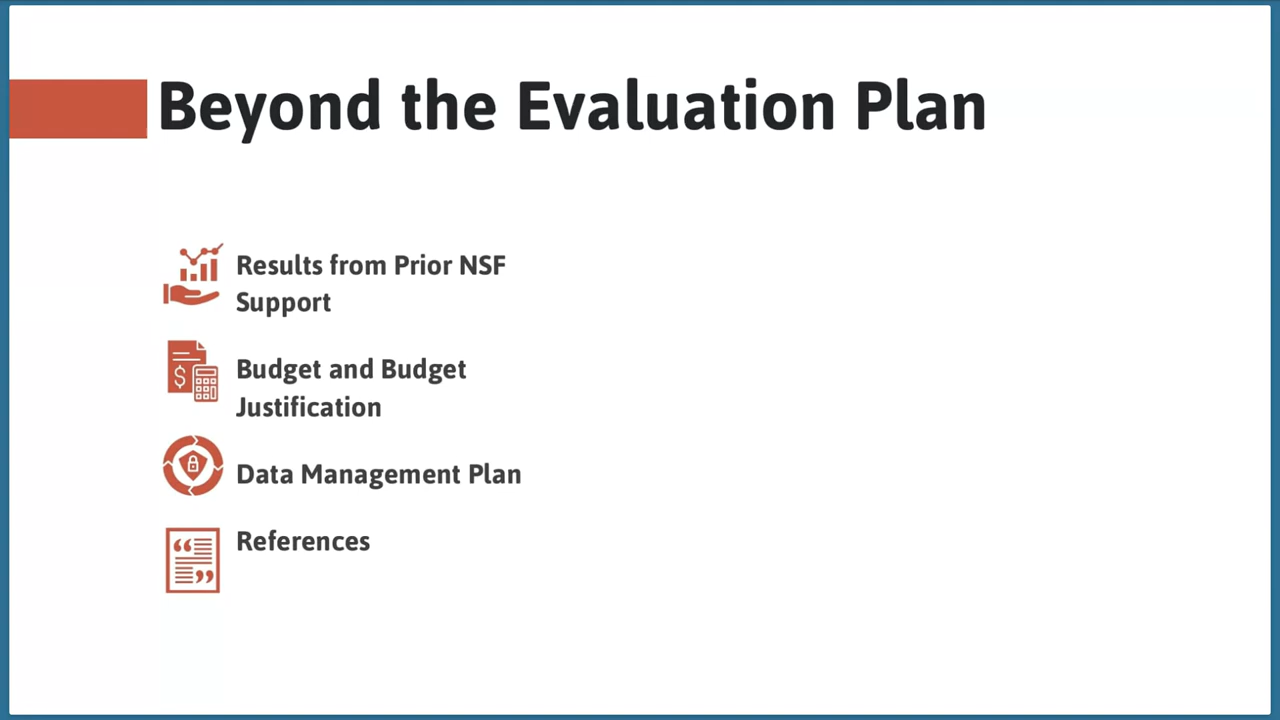 Beyond the Evaluation Plan
Results from Prior NSF
Support
Budget and Budget
Justification
Data Management Plan
References